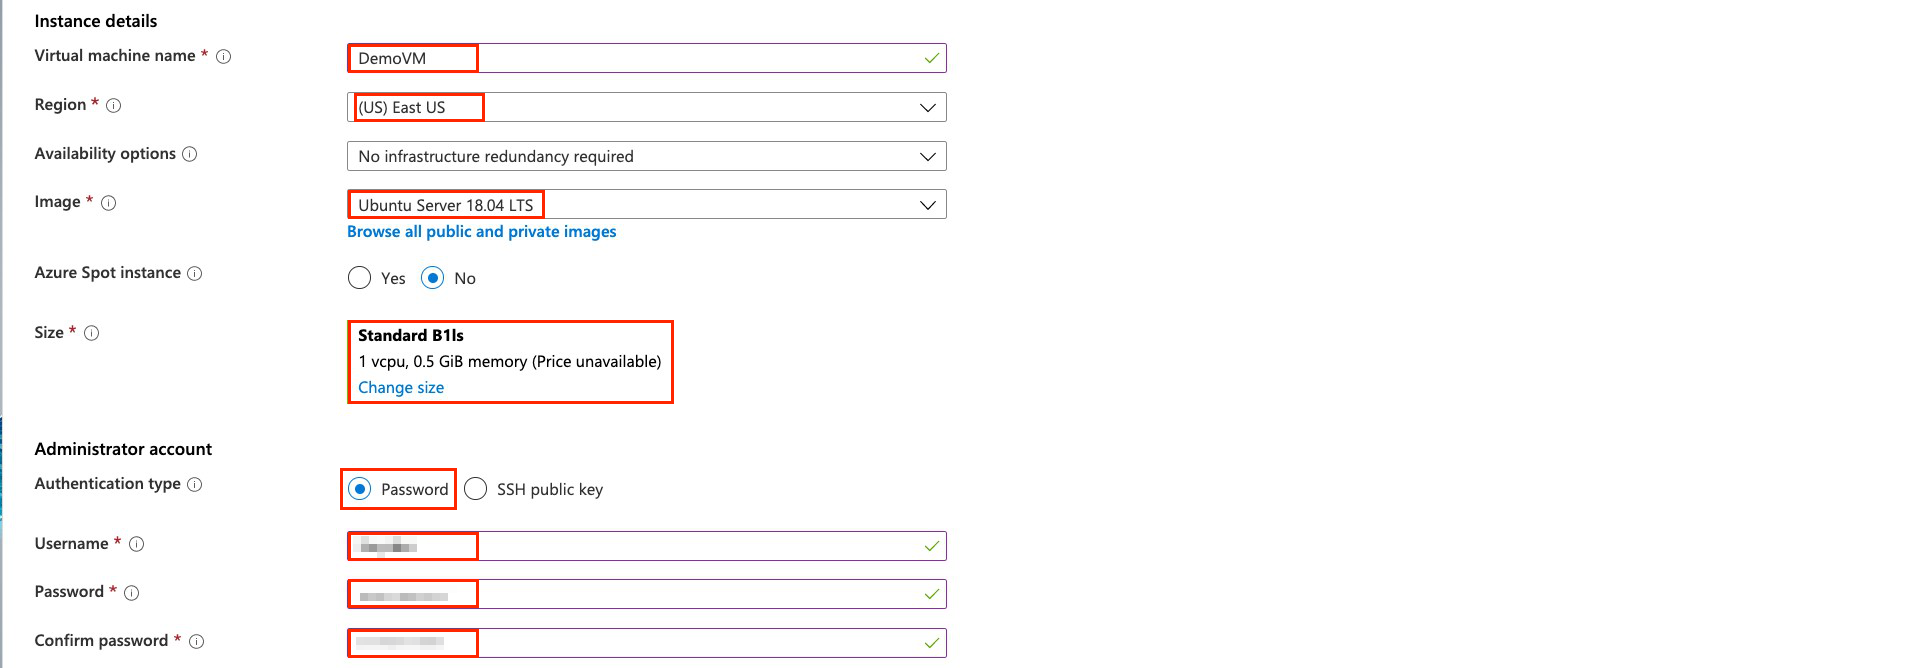 Instance details
Virtual machine name *
DemoVM
Region *
(US) East US
Availability options
No infrastructure redundancy required
Image *
Ubuntu Server 18.04 LTS
Browse all public and private images
Azure Spot instance
Yes No
Size *
Standard B1ls
1 vcpu, 0.5 GiB memory (Price unavailable)
Change size
Administrator account
Authentication type
Password SSH public key
Username *
Password *
Confirm password *